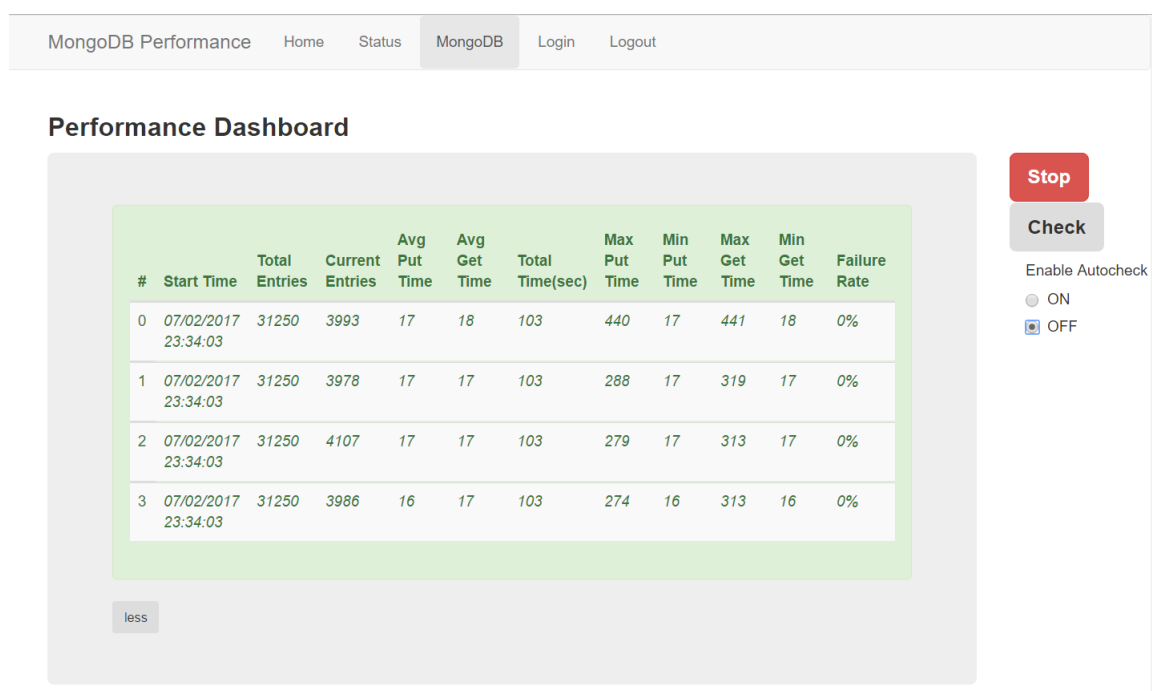 MongoDB Performance Home Status MongoDB Login Logout
Performance Dashboard
Stop
Check
Enable Autocheck
ON
OFF
# Start Time Total Entries Current Entries Avg Put Time Avg Get Time Total Time(sec) Max Put Time Min Put Time Max Get Time Min Get Time Failure Rate
0 07/02/2017 23:34:03 31250 3993 17 18 103 440 17 441 18 0%
1 07/02/2017 23:34:03 31250 3978 17 17 103 288 17 319 17 0%
2 07/02/2017 23:34:03 31250 4107 17 17 103 279 17 313 17 0%
3 07/02/2017 23:34:03 31250 3986 16 17 103 274 16 313 16 0%
less